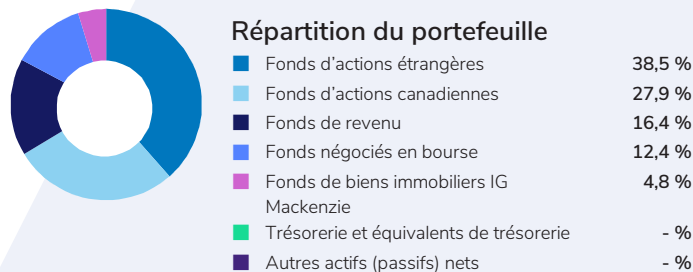 Répartition du portefeuille
Fonds d’actions étrangères 38,5 %
Fonds d’actions canadiennes 27,9 %
Fonds de revenu 16,4 %
Fonds négociés en bourse 12,4 %
Fonds de biens immobiliers IG 4,8 %
Mackenzie
Trésorerie et équivalents de trésorerie - %
Autres actifs (passifs) nets - %